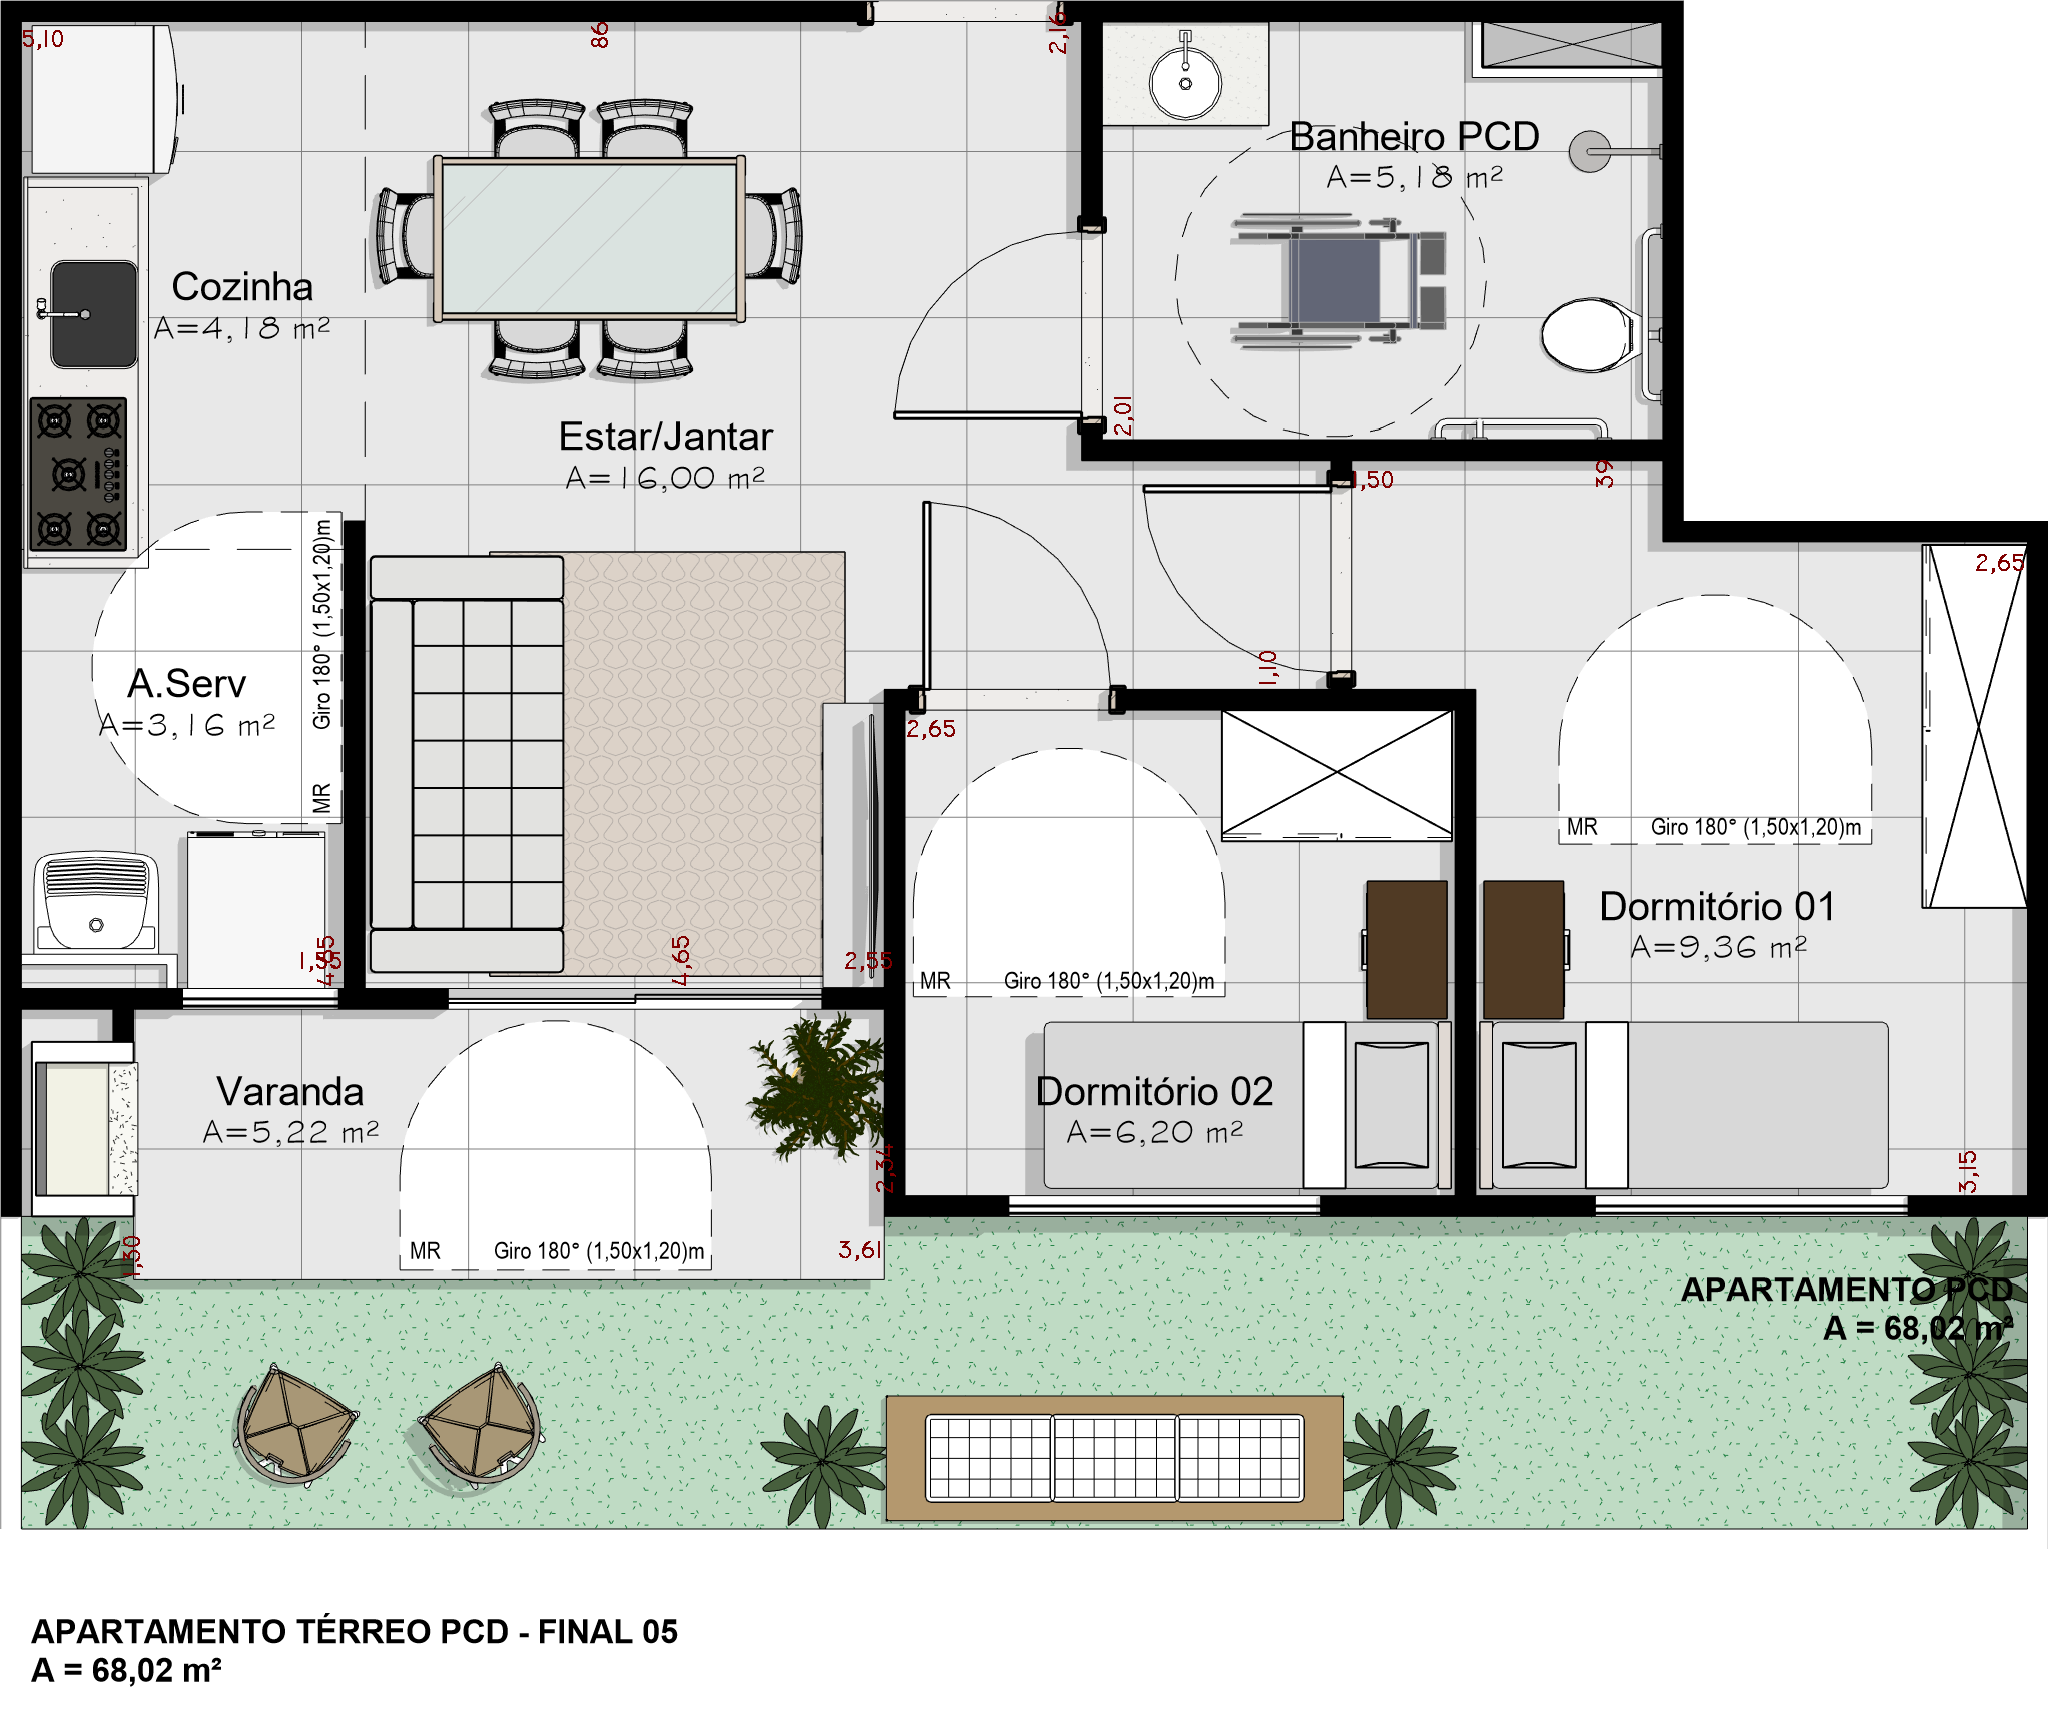 5,10
86
2,16
Banheiro PCD
A=5,18 m²
Cozinha
A=4,18 m²
2,01
Estar/Jantar
A=16,00 m²
1,50
39
2,65
Giro 180° (1,50x1,20)m
MR
A.Serv
A=3,16 m²
1,10
2,65
MR Giro 180° (1,50x1,20)m
Dormitório 01
A=9,36 m²
1,55
4,65
4,65
2,55
MR Giro 180° (1,50x1,20)m
Varanda
A=5,22 m²
Dormitório 02
A=6,20 m²
2,34
3,15
1,30
MR Giro 180° (1,50x1,20)m
3,61
APARTAMENTO PCD
A = 68,02 m²
APARTAMENTO TÉRREO PCD - FINAL 05
A = 68,02 m²